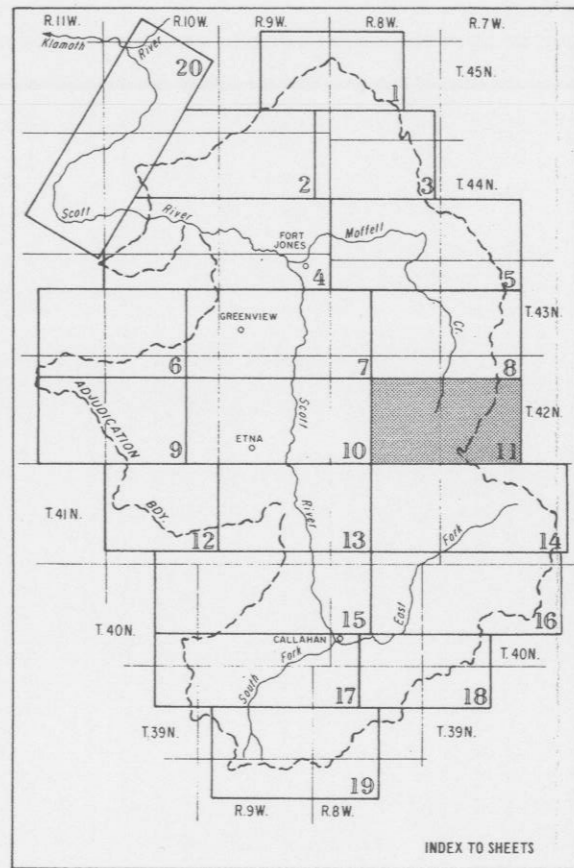 R.11W. R.10W. R.9W. R.8W. R.7W.
Klamath River
20
T.45N.
1
2
3
T.44N.
Scott River
FORT JONES
Moffett
4
5
GREENVIEW
Cr.
T.43N.
6
7
8
ADJUDICATION
Scott
T.42N.
ETNA
9
10
11
T.41N.
BDY.
River
East Fork
12
13
14
T.40N.
15
16
CALLAHAN
South Fork
T.40N.
17
18
T.39N.
T.39N.
19
R.9W. R.8W.
INDEX TO SHEETS